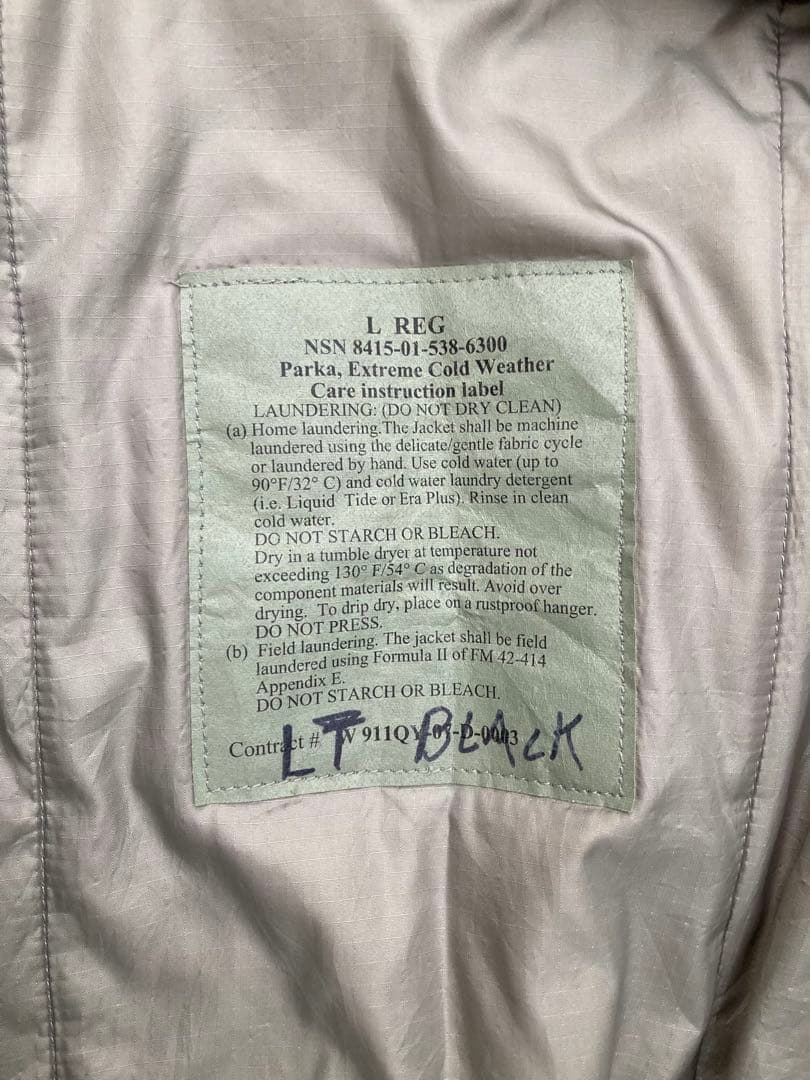 L REG
NSN 8415-01-538-6300
Parka, Extreme Cold Weather
Care instruction label
LAUNDERING: (DO NOT DRY CLEAN)
(a) Home laundering.The Jacket shall be machine
laundered using the delicate/gentle fabric cycle
or laundered by hand. Use cold water (up to
90°F/32° C) and cold water laundry detergent
(i.e. Liquid Tide or Era Plus). Rinse in clean
cold water.
DO NOT STARCH OR BLEACH.
Dry in a tumble dryer at temperature not
exceeding 130° F/54° C as degradation of the
component materials will result. Avoid over
drying. To drip dry, place on a rustproof hanger.
DO NOT PRESS.
(b) Field laundering. The jacket shall be field
laundered using Formula II of FM 42-414
Appendix E.
DO NOT STARCH OR BLEACH.
Contract #
LT BLACK